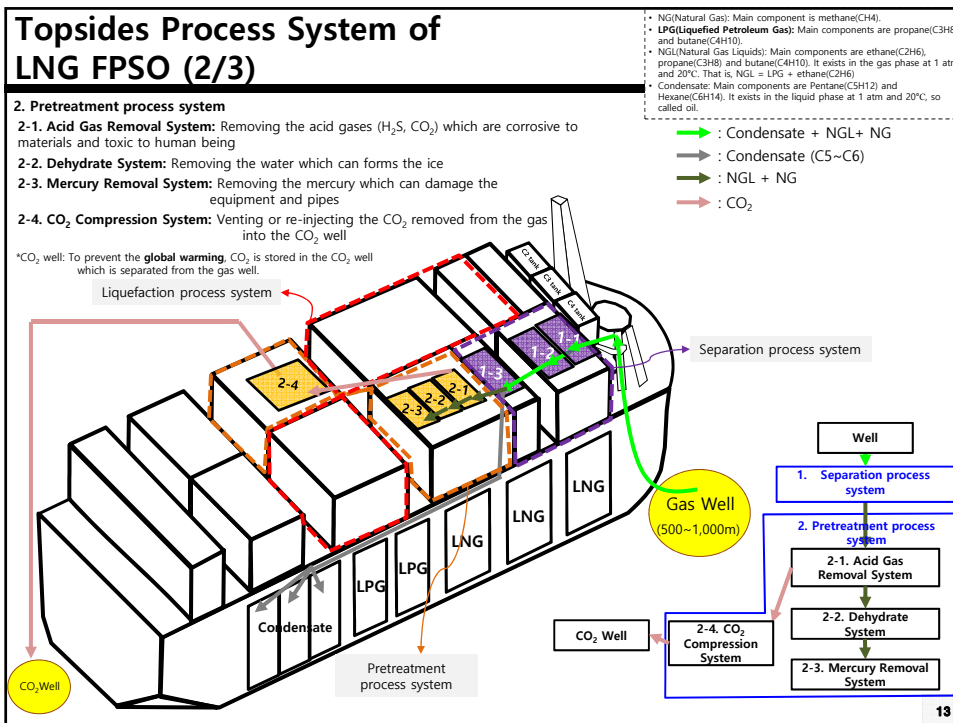 Topsides Process System of
LNG FPSO (2/3)
• NG(Natural Gas): Main component is methane(CH4).
• LPG(Liquefied Petroleum Gas): Main components are propane(C3H8
and butane(C4H10).
• NGL(Natural Gas Liquids): Main components are ethane(C2H6),
propane(C3H8) and butane(C4H10). It exists in the gas phase at 1 atm
and 20℃. That is, NGL = LPG + ethane(C2H6)
• Condensate: Main components are Pentane(C5H12) and
Hexane(C6H14). It exists in the liquid phase at 1 atm and 20℃, so
called oil.
2. Pretreatment process system
2-1. Acid Gas Removal System: Removing the acid gases (H₂S, CO₂) which are corrosive to
materials and toxic to human being
2-2. Dehydrate System: Removing the water which can forms the ice
2-3. Mercury Removal System: Removing the mercury which can damage the
equipment and pipes
2-4. CO₂ Compression System: Venting or re-injecting the CO₂ removed from the gas
into the CO₂ well
*CO₂ well: To prevent the global warming, CO₂ is stored in the CO₂ well
which is separated from the gas well.
: Condensate + NGL+ NG
: Condensate (C5~C6)
: NGL + NG
: CO₂
Liquefaction process system
C2 tank
C3 tank
C4 tank
Separation process system
1-1
1-2
1-3
2-4
2-1
2-2
2-3
Gas Well
(500~1,000m)
LNG
LNG
LNG
LPG
LPG
Condensate
Pretreatment
process system
CO₂Well
Well
1. Separation process
system
2. Pretreatment process
system
2-1. Acid Gas
Removal System
2-2. Dehydrate
System
2-3. Mercury Removal
System
2-4. CO₂
Compression
System
CO₂ Well
13